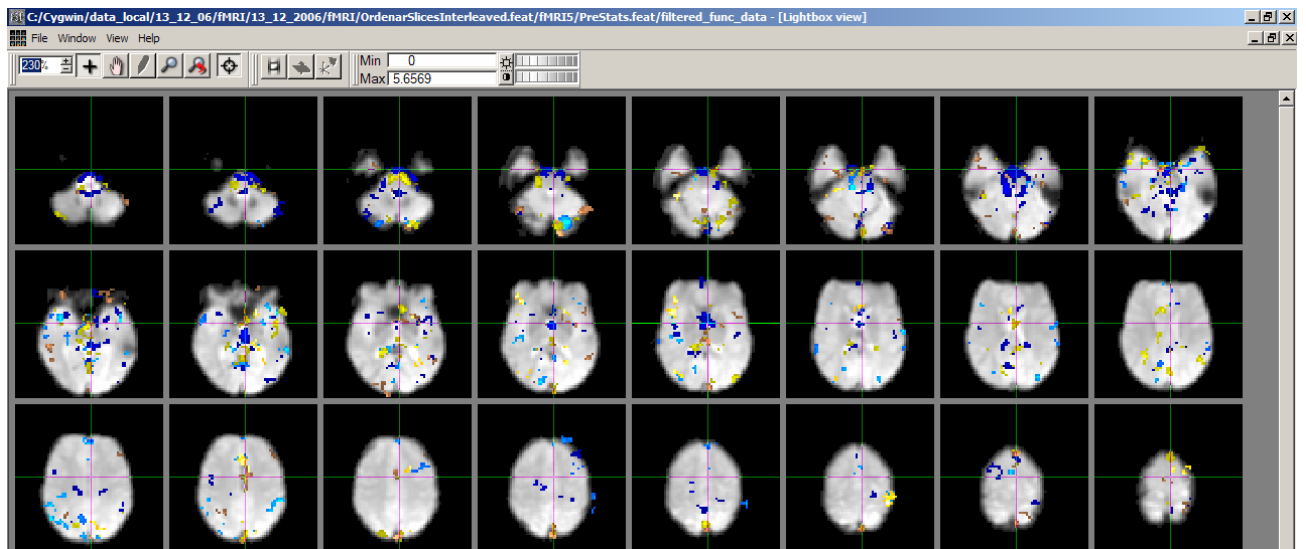 C:/Cygwin/data_local/13_12_06/fMRI/13_12_2006/fMRI/OrdenarSlicesInterleaved.feat/fMRI5/PreStats.feat/filtered_func_data - [Lightbox view]
File Window View Help
230%
Min 0
Max 5.6569